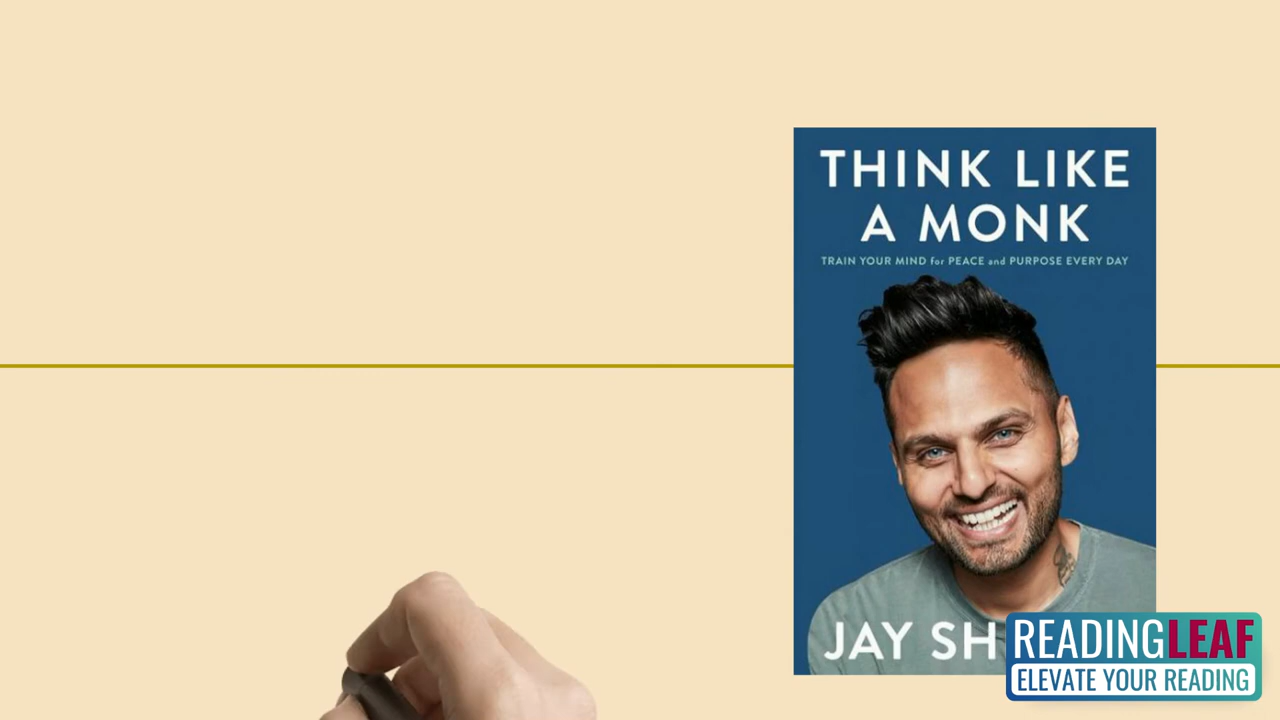 THINK LIKE
A MONK
TRAIN YOUR MIND for PEACE and PURPOSE EVERY DAY
JAY SH
READINGLEAF
ELEVATE YOUR READING